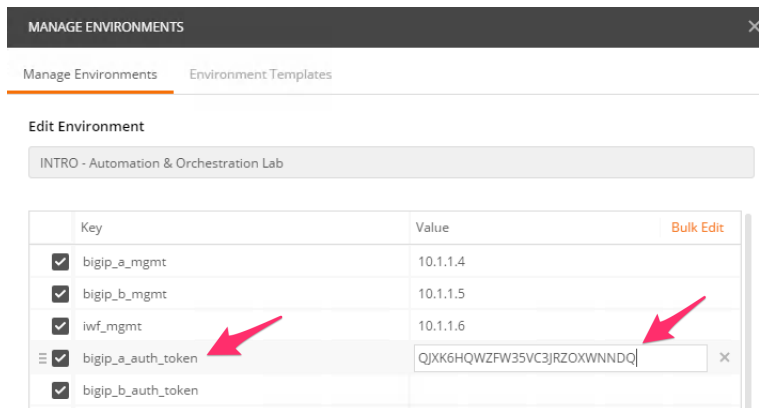 MANAGE ENVIRONMENTS
Manage Environments Environment Templates
Edit Environment
INTRO - Automation & Orchestration Lab
Key Value Bulk Edit
bigip_a_mgmt 10.1.1.4
bigip_b_mgmt 10.1.1.5
iwf_mgmt 10.1.1.6
bigip_a_auth_token QJXK6HQWZFW35VC3JRZOXWNNDQ
bigip_b_auth_token